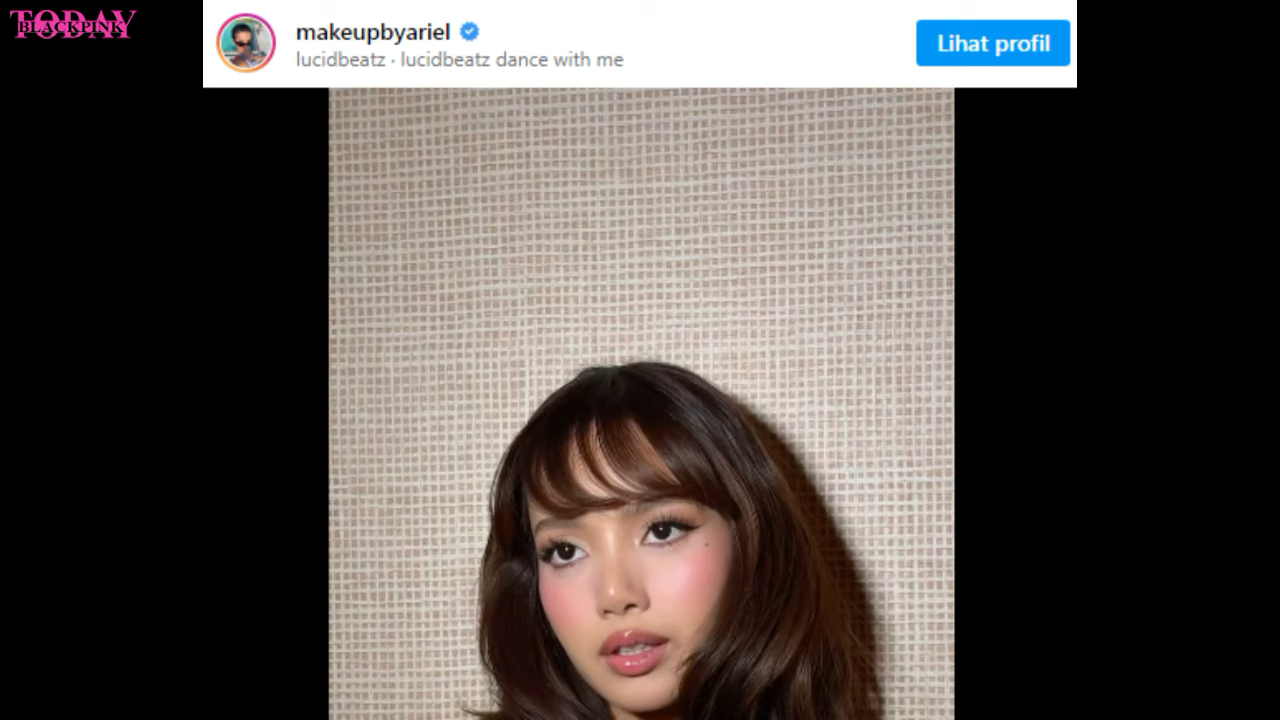 TODAY
BLACKPINK
makeupbyariel
lucidbeatz · lucidbeatz dance with me
Lihat profil